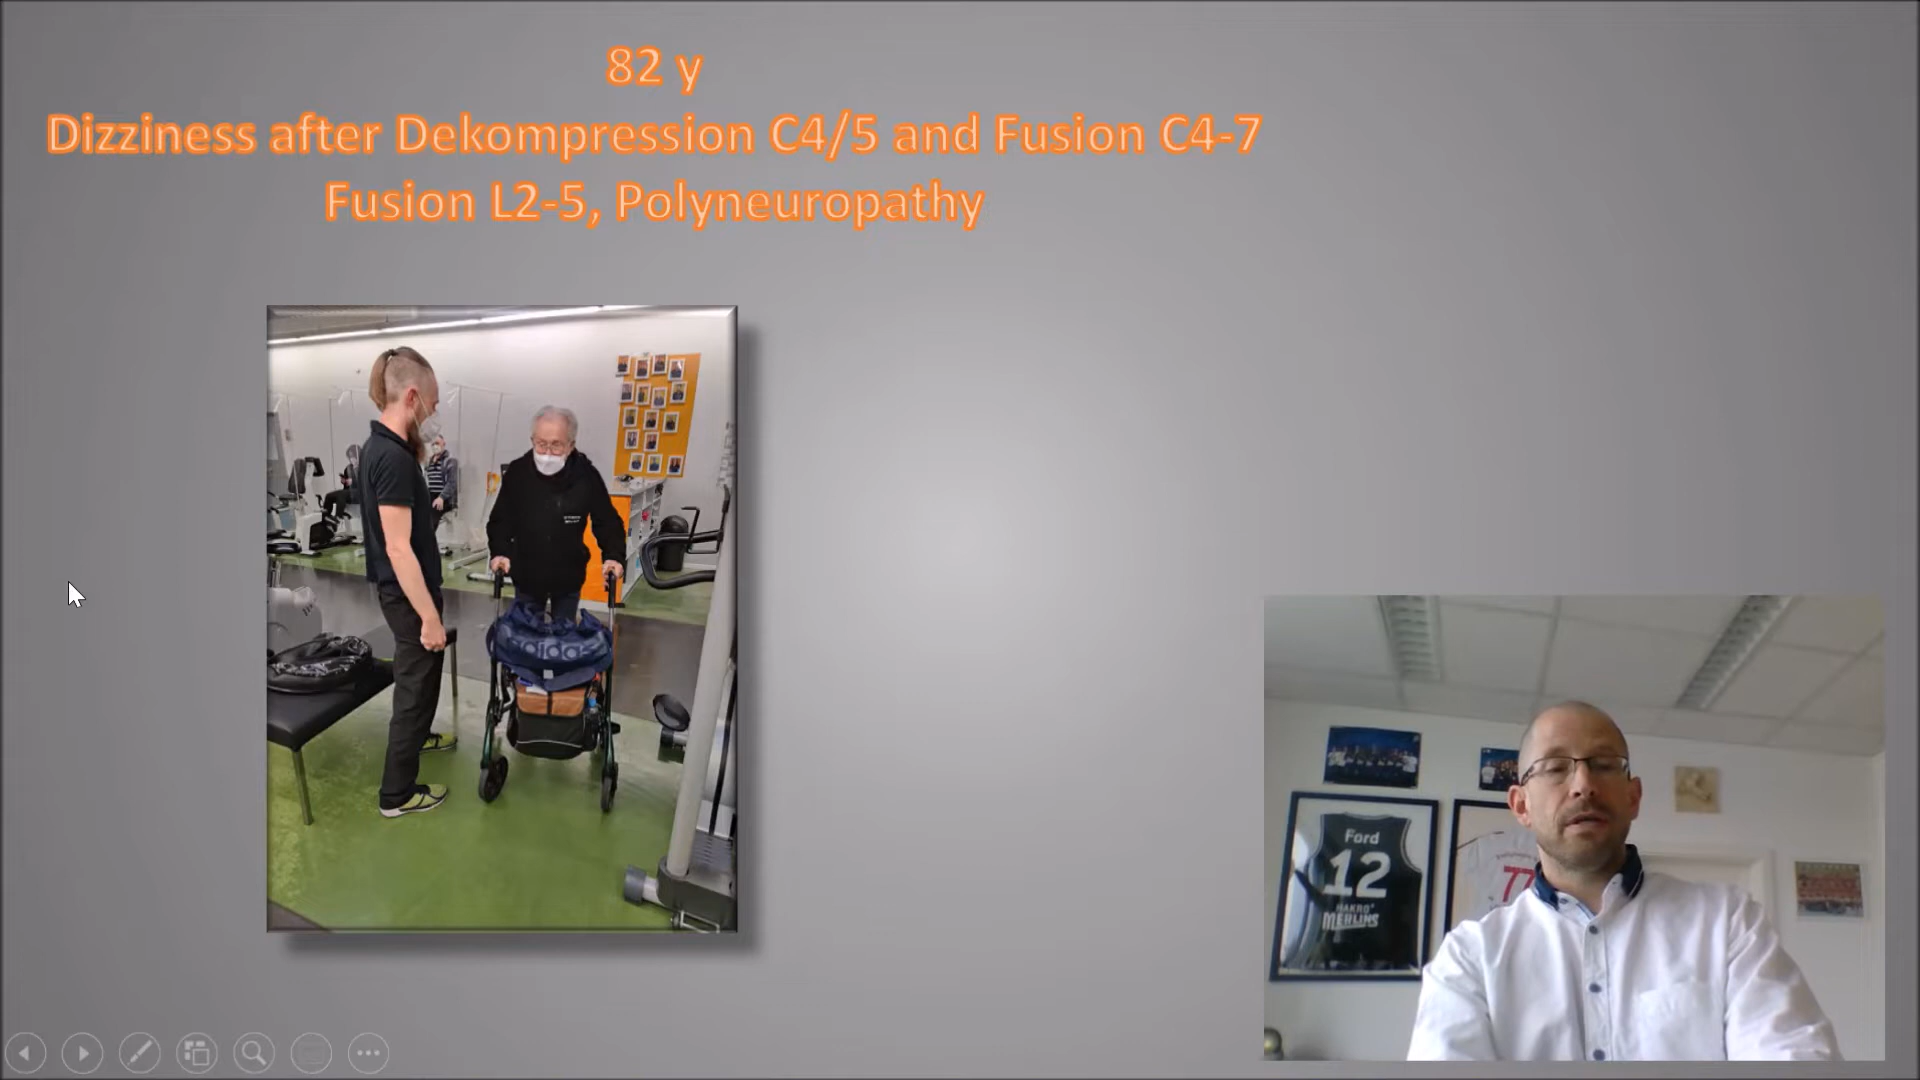 82 y
Dizziness after Dekompression C4/5 and Fusion C4-7
Fusion L2-5, Polyneuropathy
adidas
Ford
12
HAKRO
MERLINS
77